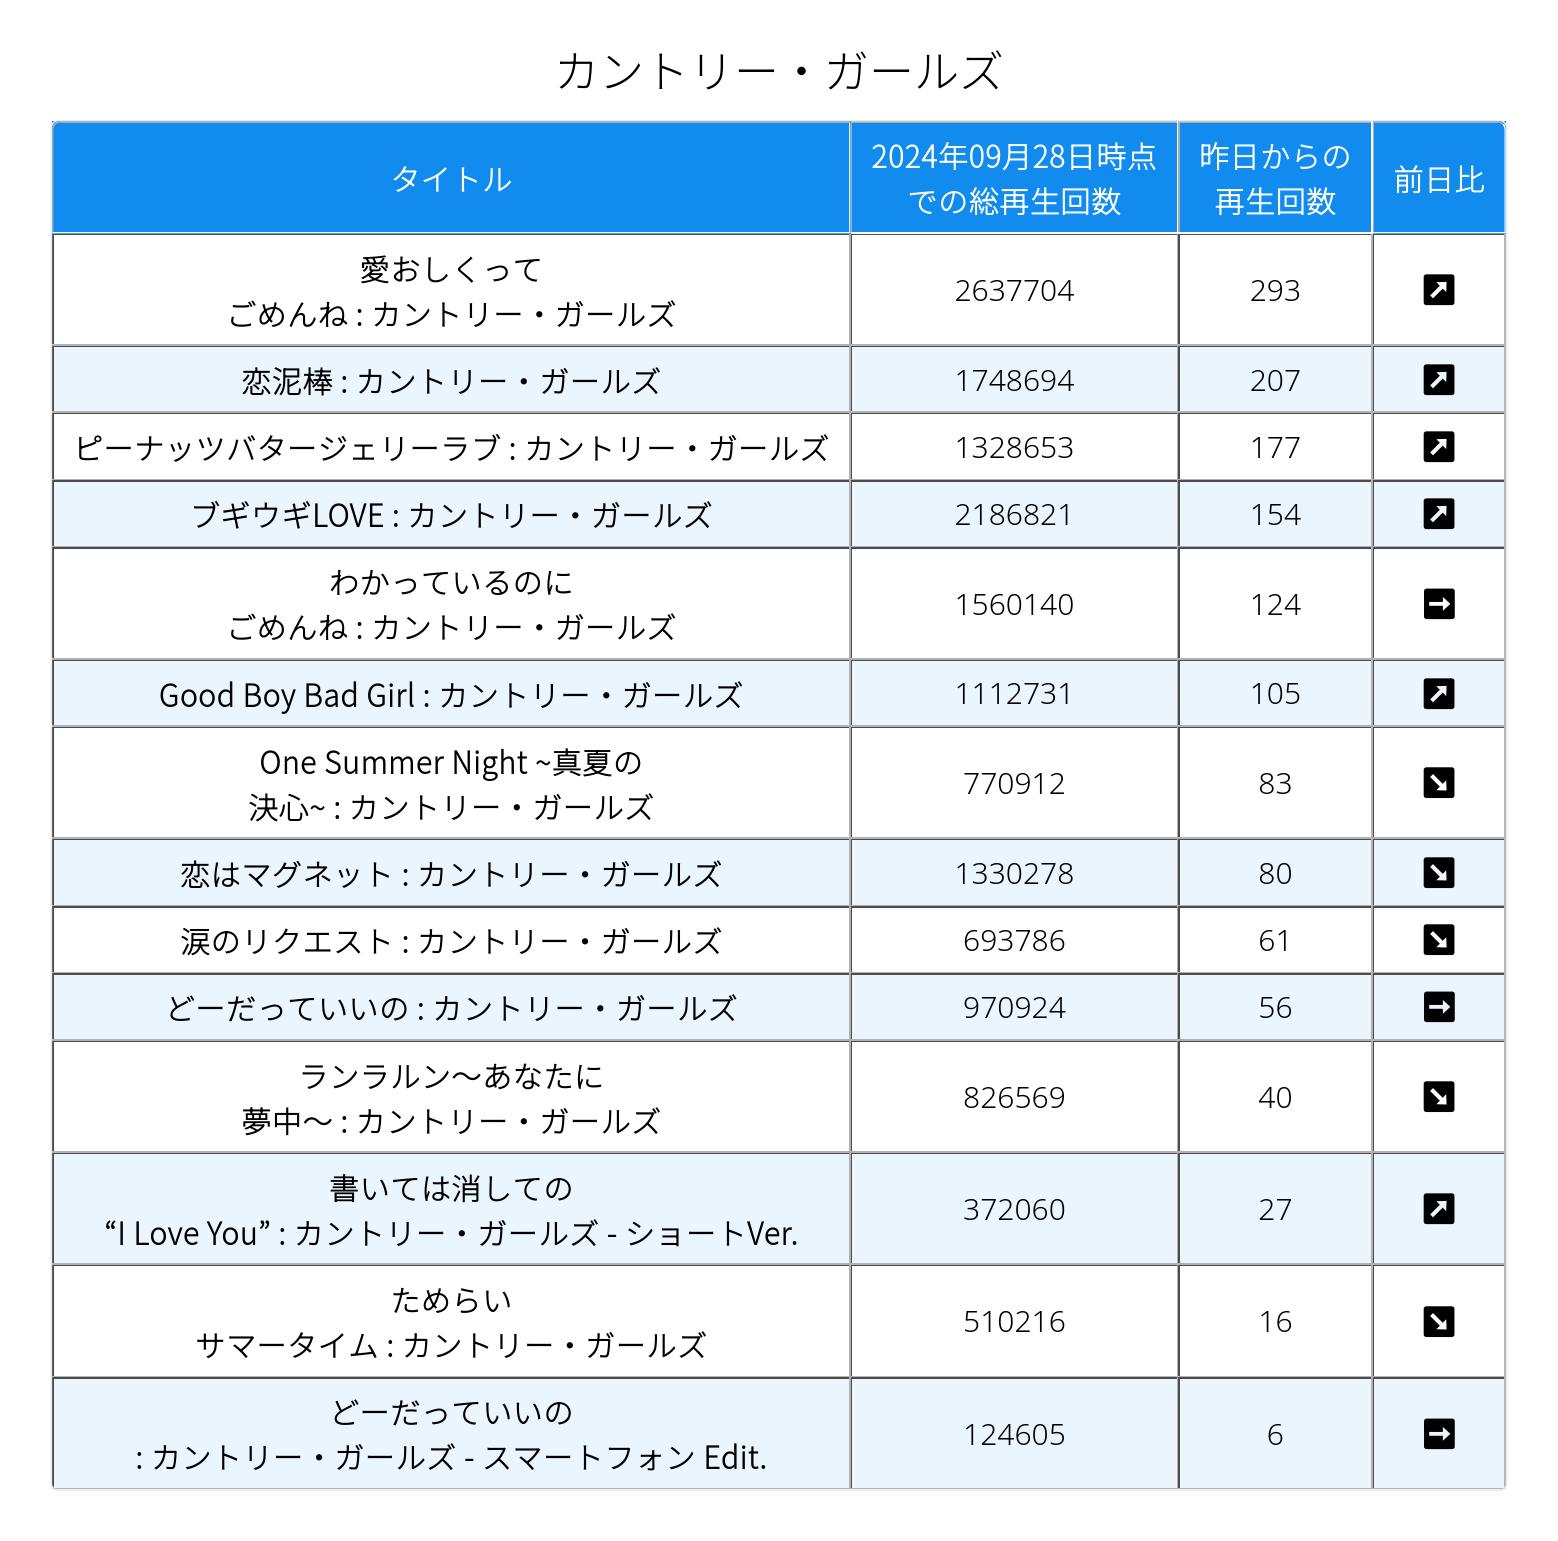 カントリー・ガールズ
タイトル
2024年09月28日時点
での総再生回数
昨日からの
再生回数
前日比
愛おしくって
ごめんね : カントリー・ガールズ
2637704
293
恋泥棒 : カントリー・ガールズ
1748694
207
ピーナッツバタージェリーラブ : カントリー・ガールズ
1328653
177
ブギウギLOVE : カントリー・ガールズ
2186821
154
わかっているのに
ごめんね : カントリー・ガールズ
1560140
124
Good Boy Bad Girl : カントリー・ガールズ
1112731
105
One Summer Night ~真夏の
決心~ : カントリー・ガールズ
770912
83
恋はマグネット : カントリー・ガールズ
1330278
80
涙のリクエスト : カントリー・ガールズ
693786
61
どーだっていいの : カントリー・ガールズ
970924
56
ランラルン～あなたに
夢中～ : カントリー・ガールズ
826569
40
書いては消しての
“I Love You” : カントリー・ガールズ - ショートVer.
372060
27
ためらい
サマータイム : カントリー・ガールズ
510216
16
どーだっていいの
: カントリー・ガールズ - スマートフォン Edit.
124605
6